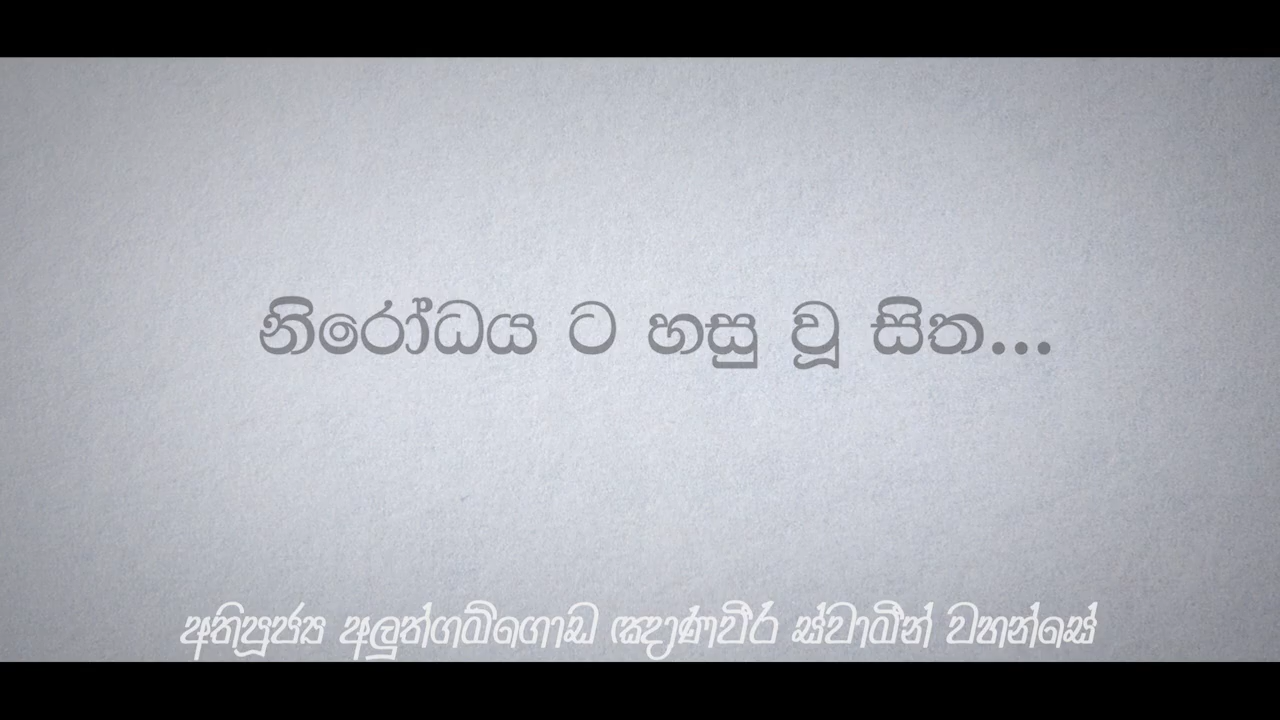 නිරෝධය ට හසු වූ සිත...
අතිපූජ්‍ය අලුත්ගම්ගොඩ ඤාණවීර ස්වාමීන් වහන්සේ